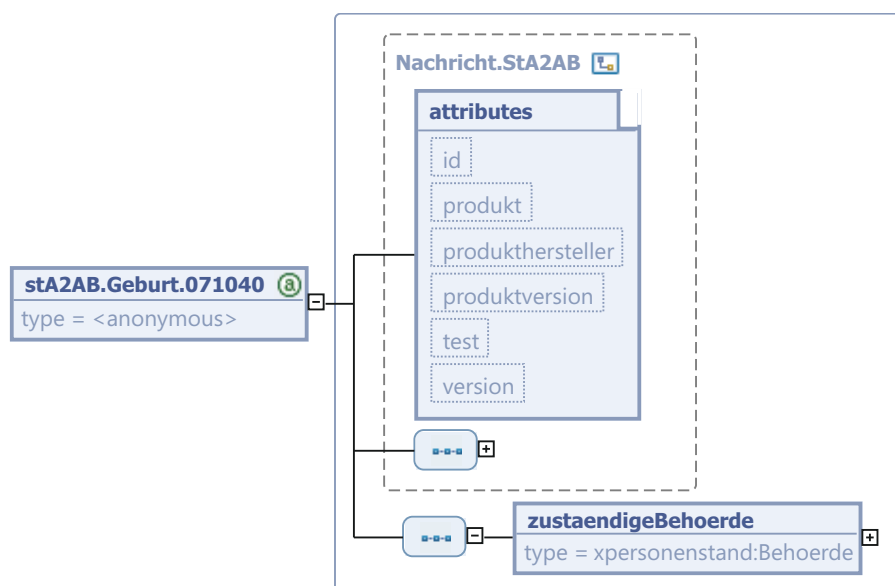 Nachricht.StA2AB
attributes
id
produkt
produkthersteller
produktversion
test
version
stA2AB.Geburt.071040 a
type = <anonymous>
zustaendigeBehoerde
type = xpersonenstand:Behoerde